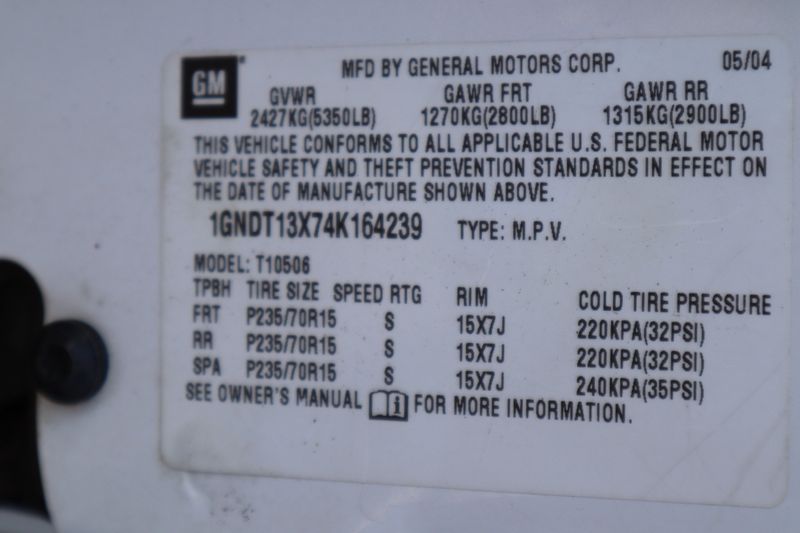 GM MFD BY GENERAL MOTORS CORP. 05/04
GVWR GAWR FRT GAWR RR
2427KG(5350LB) 1270KG(2800LB) 1315KG(2900LB)
THIS VEHICLE CONFORMS TO ALL APPLICABLE U.S. FEDERAL MOTOR
VEHICLE SAFETY AND THEFT PREVENTION STANDARDS IN EFFECT ON
THE DATE OF MANUFACTURE SHOWN ABOVE.
1GNDT13X74K164239 TYPE: M.P.V.
MODEL: T10506
TPBH TIRE SIZE SPEED RTG RIM COLD TIRE PRESSURE
FRT P235/70R15 S 15X7J 220KPA(32PSI)
RR P235/70R15 S 15X7J 220KPA(32PSI)
SPA P235/70R15 S 15X7J 240KPA(35PSI)
SEE OWNER'S MANUAL i FOR MORE INFORMATION.